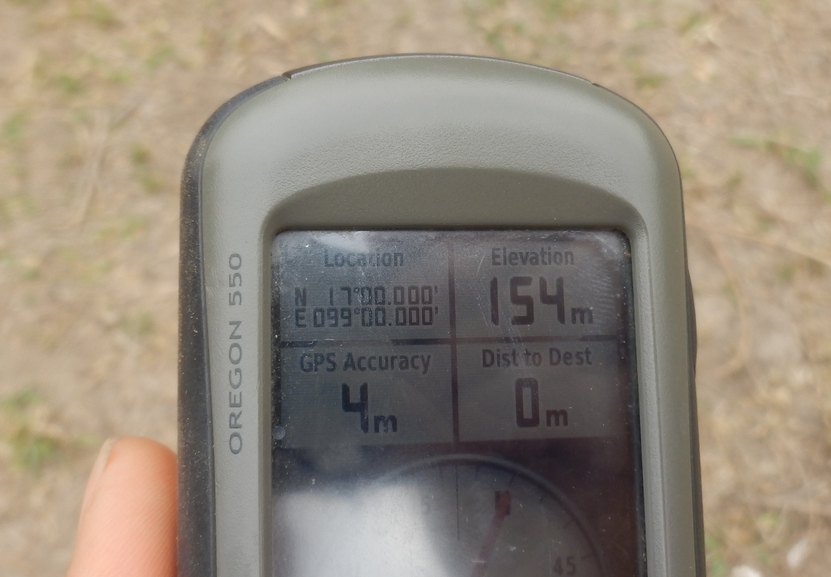 OREGON 550
Location
N 17°00.000'
E 099°00.000'
Elevation
154m
GPS Accuracy
4m
Dist to Dest
0m
N
45